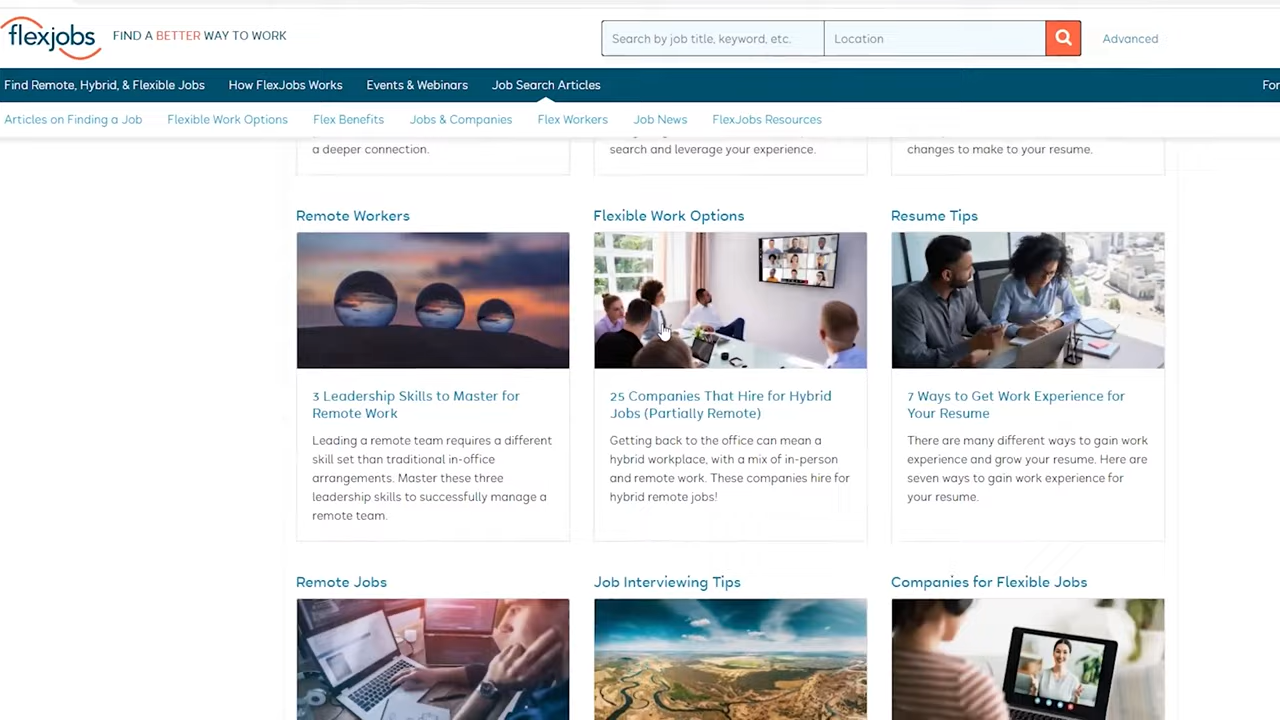 flexjobs FIND A BETTER WAY TO WORK
Search by job title, keyword, etc. Location Advanced
Find Remote, Hybrid, & Flexible Jobs How FlexJobs Works Events & Webinars Job Search Articles For
Articles on Finding a Job Flexible Work Options Flex Benefits Jobs & Companies Flex Workers Job News FlexJobs Resources
a deeper connection.
search and leverage your experience.
changes to make to your resume.
Remote Workers
Flexible Work Options
Resume Tips
3 Leadership Skills to Master for
Remote Work
Leading a remote team requires a different
skill set than traditional in-office
arrangements. Master these three
leadership skills to successfully manage a
remote team.
25 Companies That Hire for Hybrid
Jobs (Partially Remote)
Getting back to the office can mean a
hybrid workplace, with a mix of in-person
and remote work. These companies hire for
hybrid remote jobs!
7 Ways to Get Work Experience for
Your Resume
There are many different ways to gain work
experience and grow your resume. Here are
seven ways to gain work experience for
your resume.
Remote Jobs
Job Interviewing Tips
Companies for Flexible Jobs